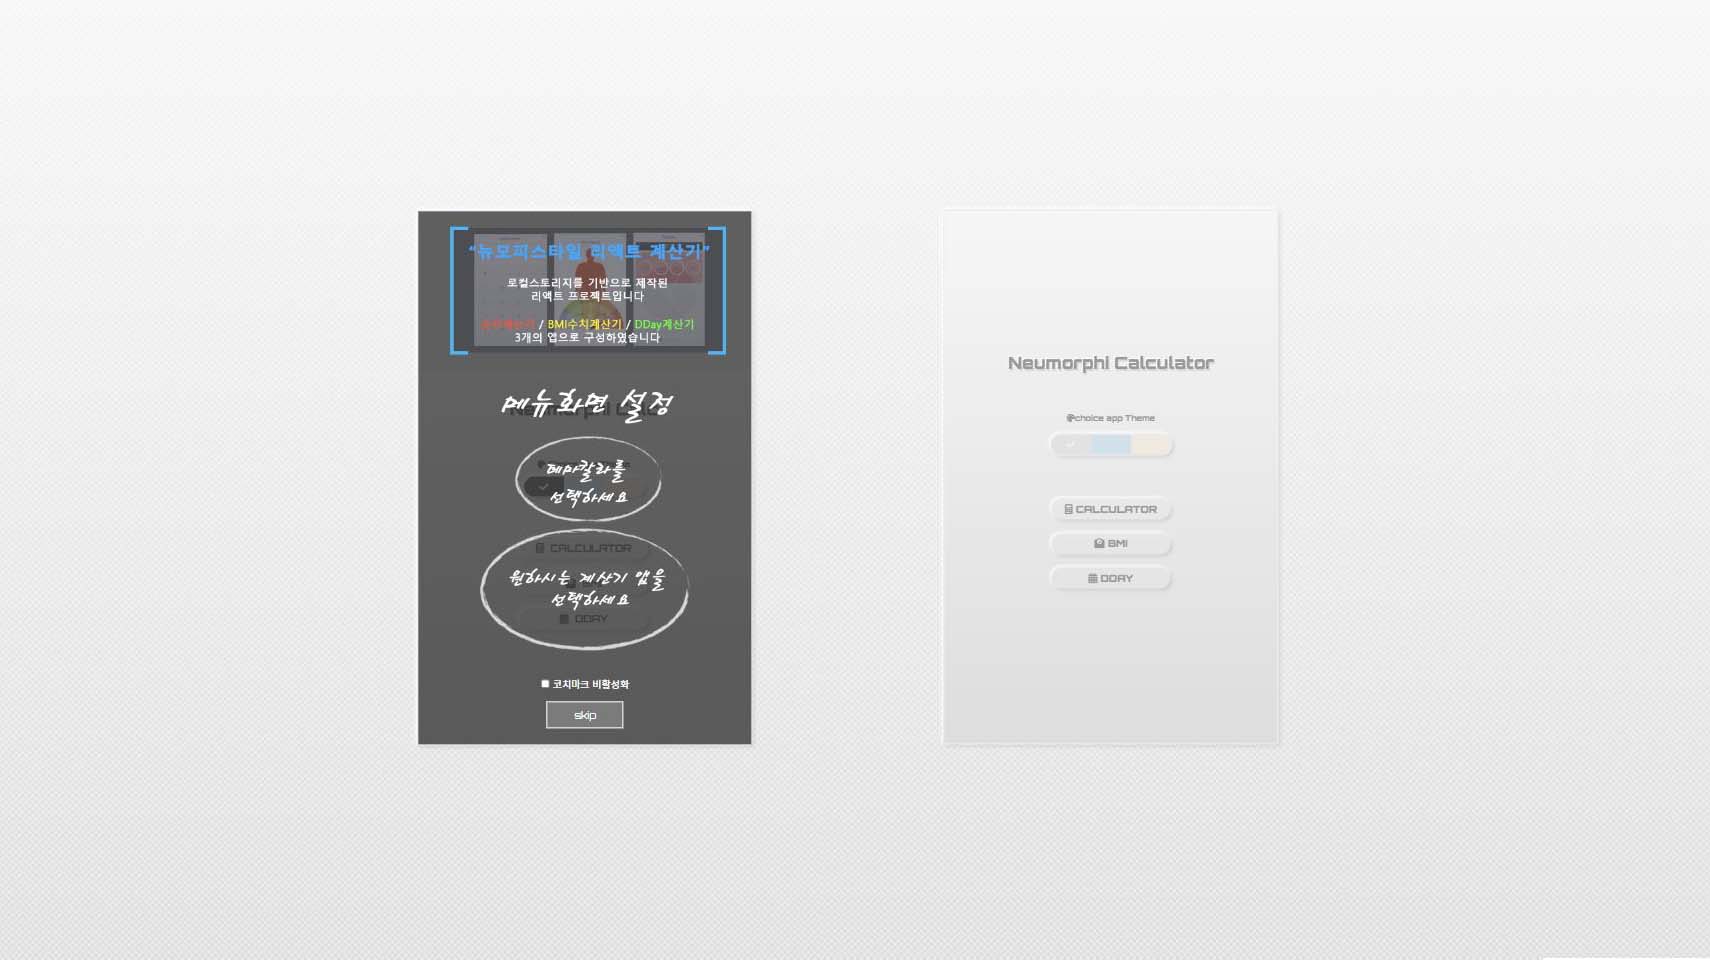 “뉴모피스타일 리액트 계산기”
로컬스토리지를 기반으로 제작된
리액트 프로젝트입니다
/ BMI수치계산기 / DDay계산기
3개의 앱으로 구성하였습니다
메뉴화면 설정
테마칼라를
선택하세요
CALCULATOR
원하시는 계산기 앱을
선택하세요
DDAY
코치마크 비활성화
skip
Neumorphi Calculator
choice app Theme
CALCULATOR
BMI
DDAY